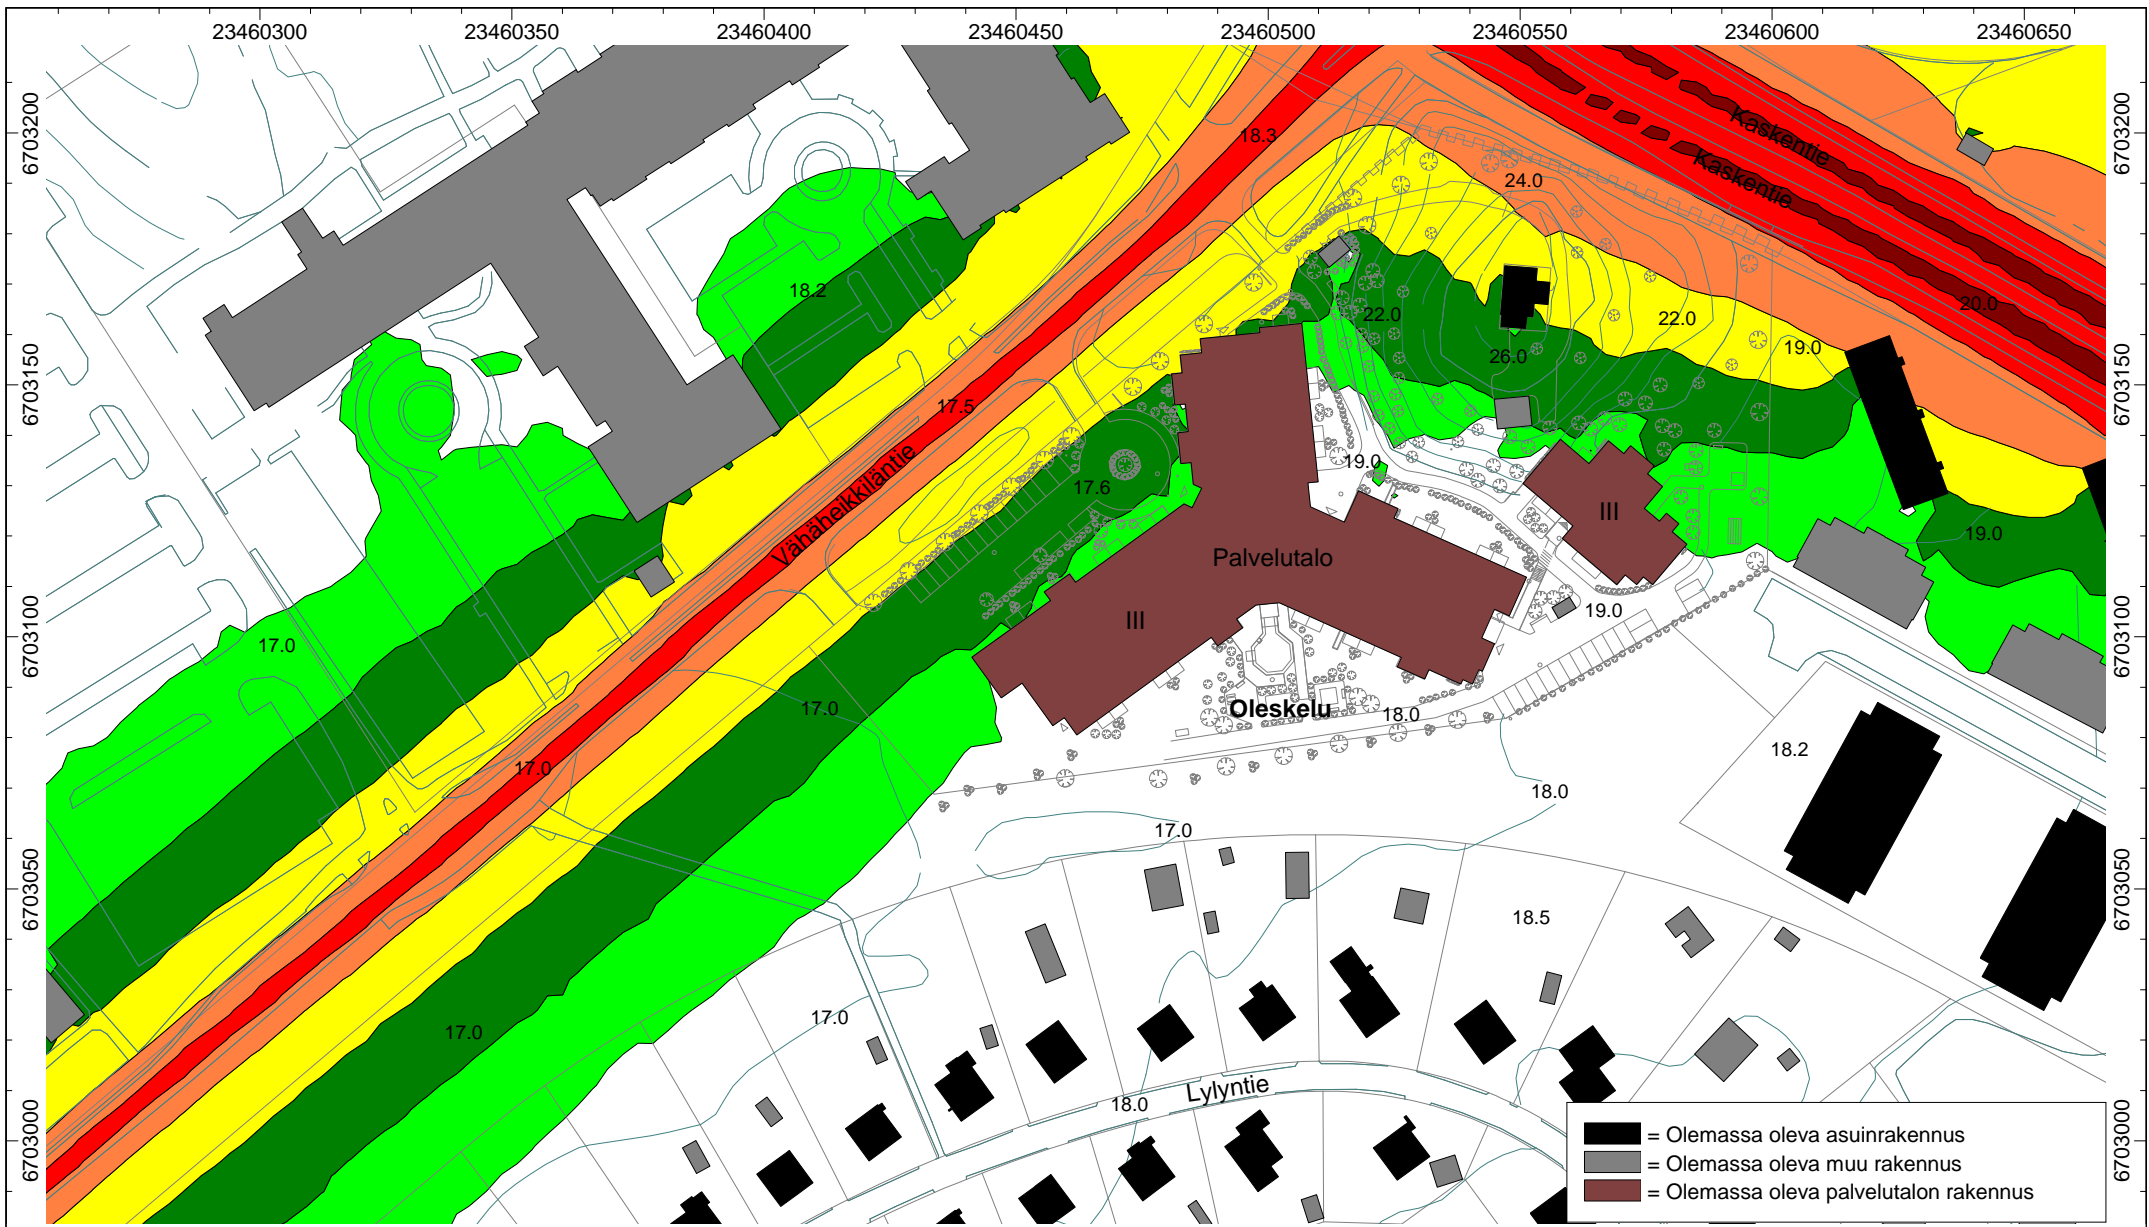 23460300 23460350 23460400 23460450 23460500 23460550 23460600 23460650
6703200
6703150
6703100
6703050
6703000
6703200
6703150
6703100
6703050
6703000
Kaskentie
Kaskentie
18.3
24.0
18.2
22.0
22.0
20.0
19.0
26.0
17.5
Vähäheikkiläntie
17.6
19.0
III
Palvelutalo
19.0
III
19.0
17.0
17.0
Oleskelu
18.0
18.2
17.0
18.0
17.0
18.5
17.0
17.0
Lylyntie
18.0
= Olemassa oleva asuinrakennus
= Olemassa oleva muu rakennus
= Olemassa oleva palvelutalon rakennus